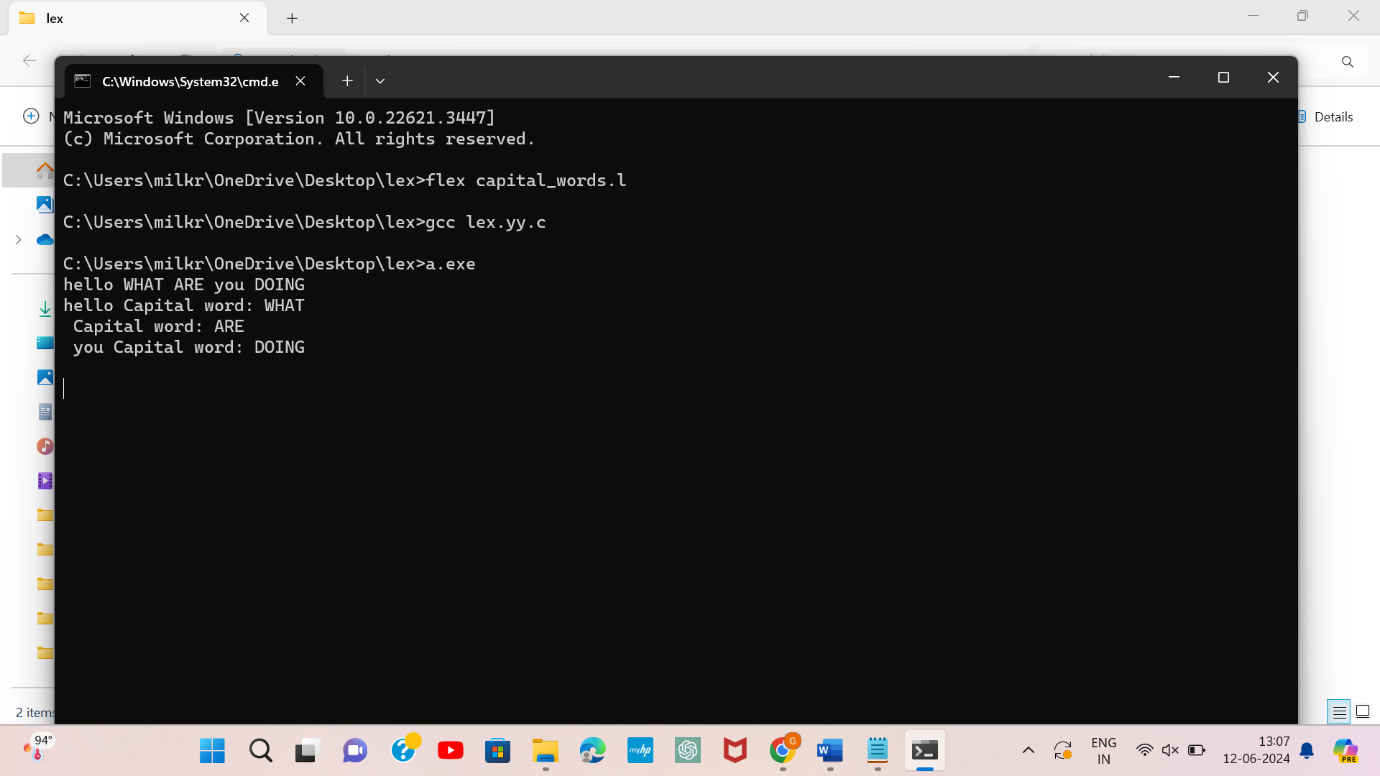 lex
C:\Windows\System32\cmd.e
Details
Microsoft Windows [Version 10.0.22621.3447]
(c) Microsoft Corporation. All rights reserved.
C:\Users\milkr\OneDrive\Desktop\lex>flex capital_words.l
C:\Users\milkr\OneDrive\Desktop\lex>gcc lex.yy.c
C:\Users\milkr\OneDrive\Desktop\lex>a.exe
hello WHAT ARE you DOING
hello Capital word: WHAT
 Capital word: ARE
 you Capital word: DOING
2 items
94°
myhp
G
W
ENG
IN
13:07
12-06-2024
PRE